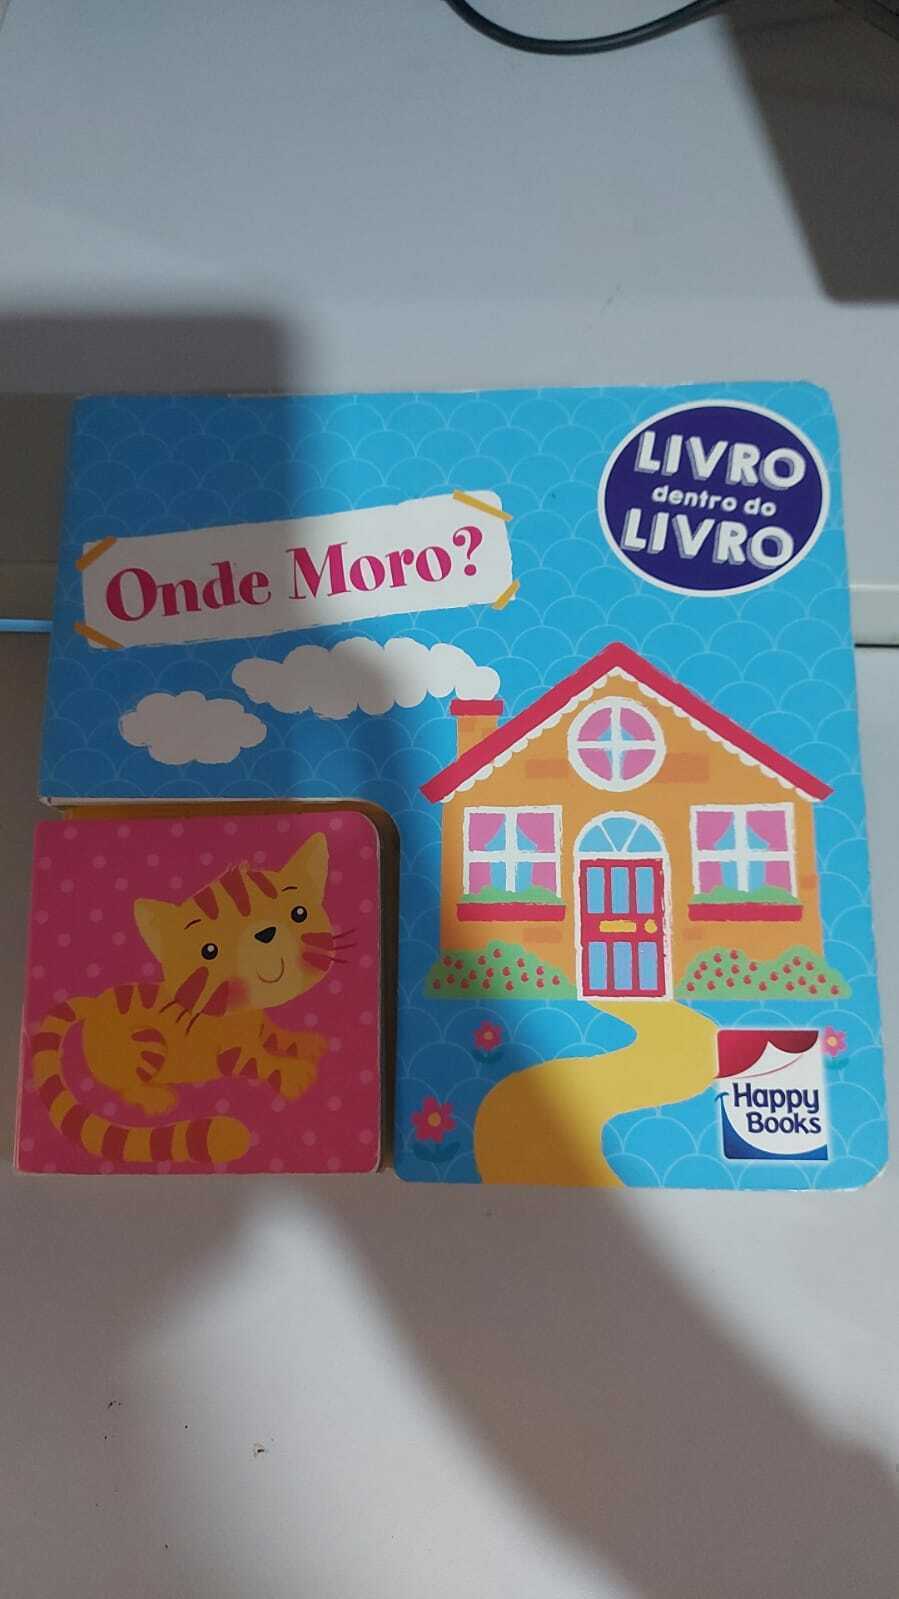 LIVRO
dentro do
LIVRO
Onde Moro?
Happy
Books